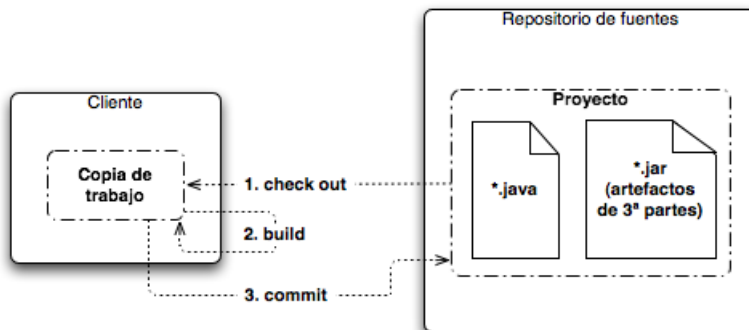 Repositorio de fuentes
Cliente
Proyecto
Copia de
trabajo
1. check out
*.java
*.jar
(artefactos
de 3ª partes)
2. build
3. commit